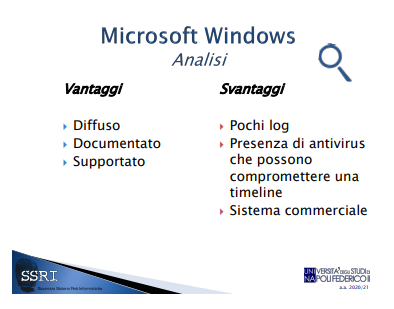 Microsoft Windows
Analisi
Vantaggi
Diffuso
Documentato
Supportato
Svantaggi
Pochi log
Presenza di antivirus
che possono
compromettere una
timeline
Sistema commerciale
SSRI
Sicurezza Sistemi Reti Informatiche
UNIVERSITA' DEGLI STUDI DI
NAPOLI FEDERICO II
a.a. 2020/21